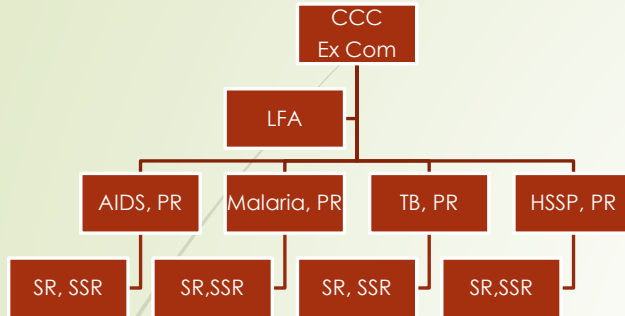 CCC
Ex Com
LFA
AIDS, PR
Malaria, PR
TB, PR
HSSP, PR
SR, SSR
SR,SSR
SR, SSR
SR,SSR